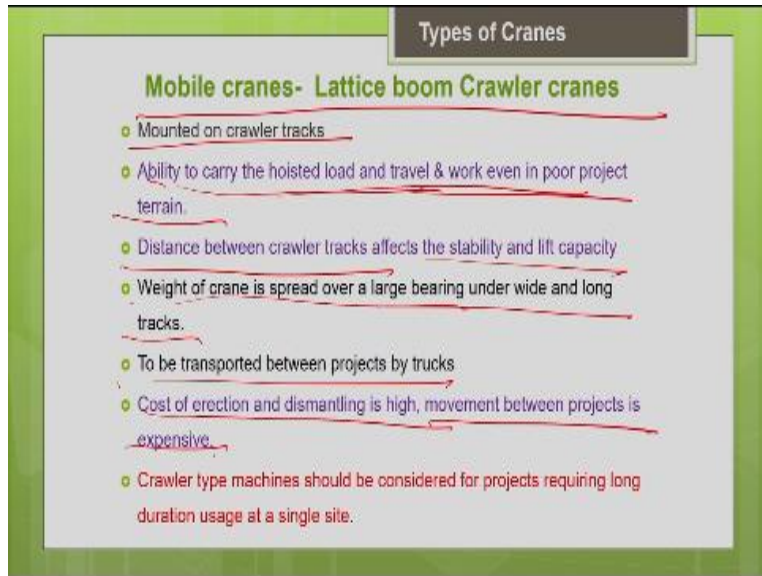 Types of Cranes
Mobile cranes- Lattice boom Crawler cranes
Mounted on crawler tracks
Ability to carry the hoisted load and travel & work even in poor project
terrain.
Distance between crawler tracks affects the stability and lift capacity
Weight of crane is spread over a large bearing under wide and long
tracks.
To be transported between projects by trucks
Cost of erection and dismantling is high, movement between projects is
expensive.
Crawler type machines should be considered for projects requiring long
duration usage at a single site.